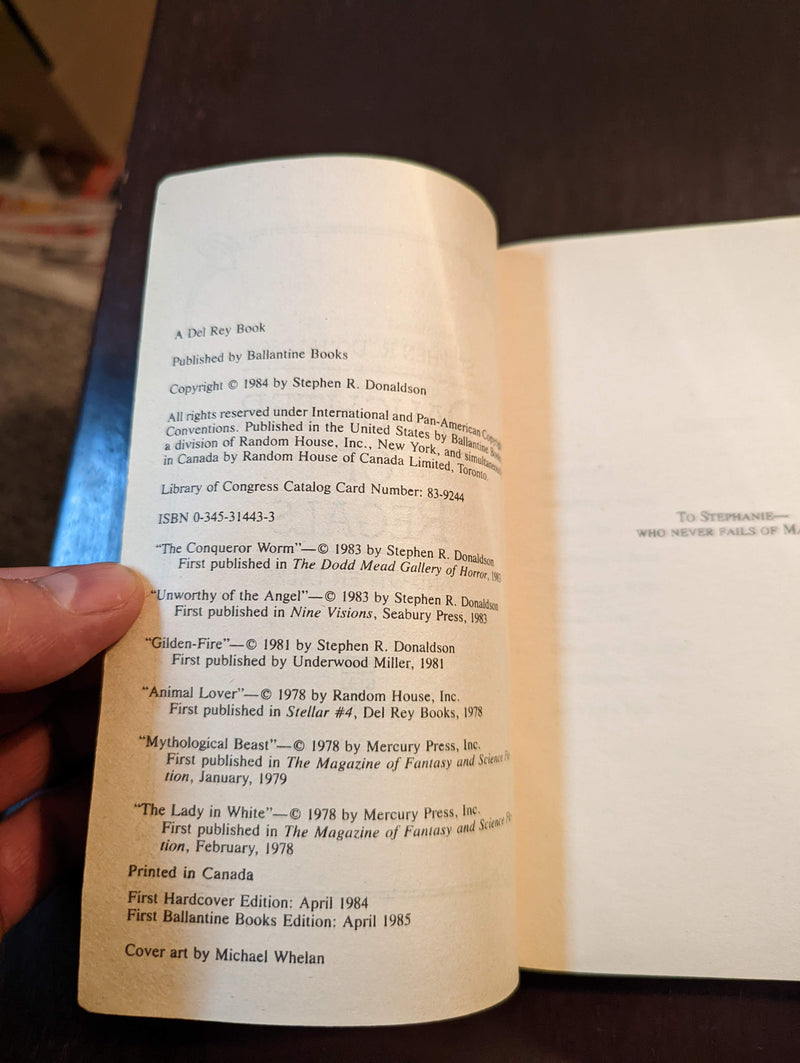 A Del Rey Book
Published by Ballantine Books
Copyright © 1984 by Stephen R. Donaldson
All rights reserved under International and Pan-American Copyright
Conventions. Published in the United States by Ballantine Books,
a division of Random House, Inc., New York, and simultaneously
in Canada by Random House of Canada Limited, Toronto.
Library of Congress Catalog Card Number: 83-9244
ISBN 0-345-31443-3
"The Conqueror Worm"—© 1983 by Stephen R. Donaldson
First published in The Dodd Mead Gallery of Horror, 1983
"Unworthy of the Angel"—© 1983 by Stephen R. Donaldson
First published in Nine Visions, Seabury Press, 1983
"Gilden-Fire"—© 1981 by Stephen R. Donaldson
First published by Underwood Miller, 1981
"Animal Lover"—© 1978 by Random House, Inc.
First published in Stellar #4, Del Rey Books, 1978
"Mythological Beast"—© 1978 by Mercury Press, Inc.
First published in The Magazine of Fantasy and Science
tion, January, 1979
"The Lady in White"—© 1978 by Mercury Press, Inc.
First published in The Magazine of Fantasy and Science
tion, February, 1978
Printed in Canada
First Hardcover Edition: April 1984
First Ballantine Books Edition: April 1985
Cover art by Michael Whelan
To Stephanie—
who never fails of